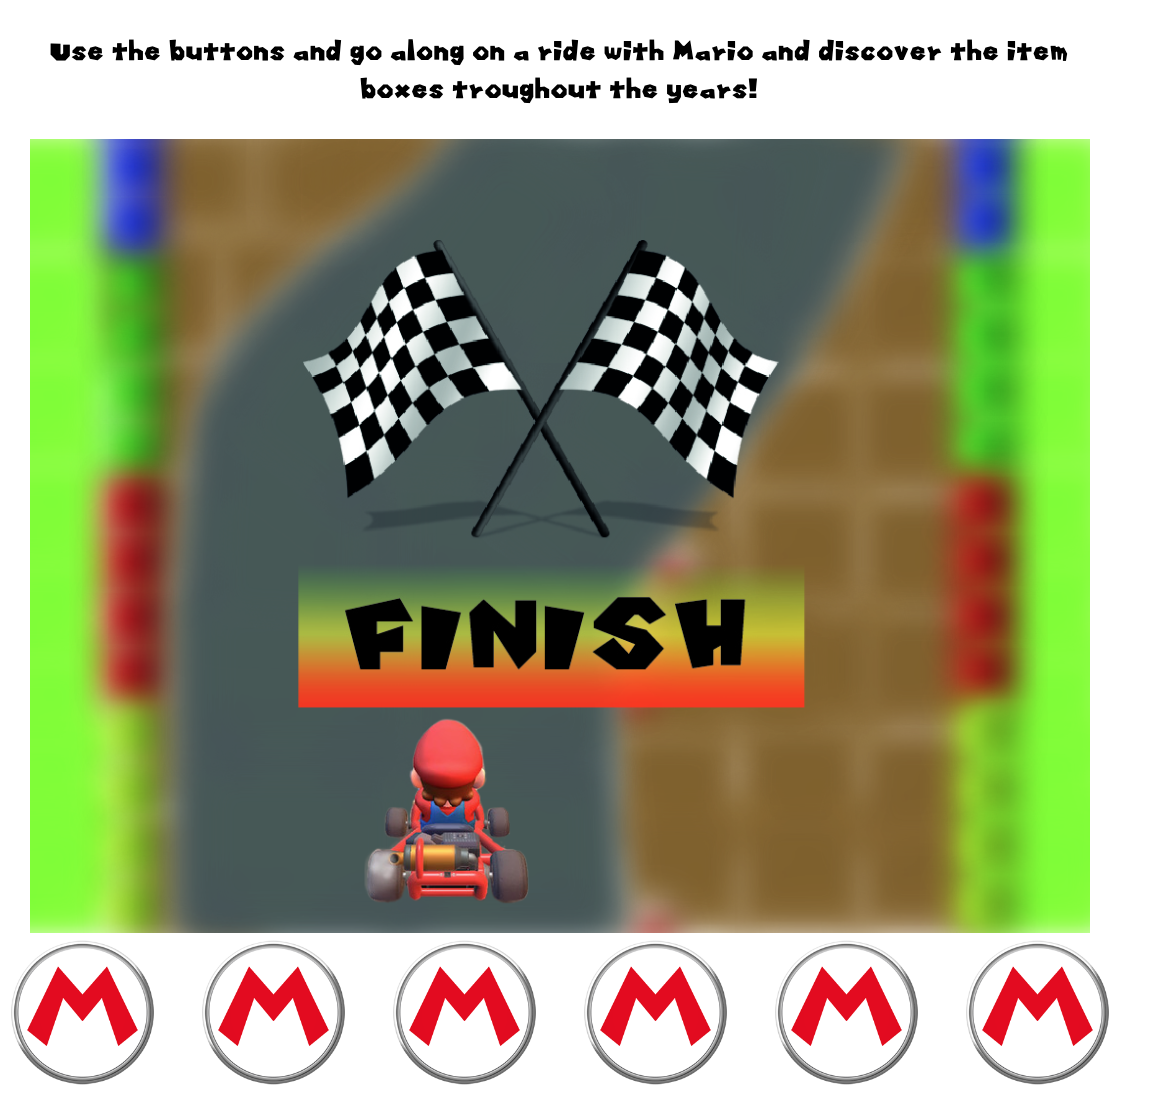 Use the buttons and go along on a ride with Mario and discover the item
boxes troughout the years!
FINISH
M M M M M M